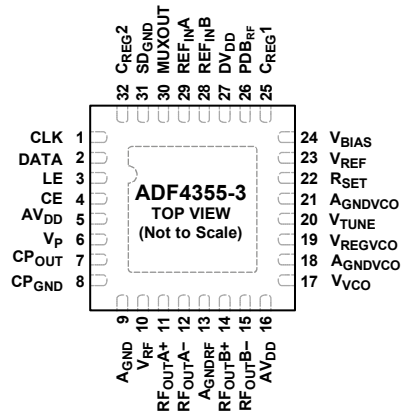 32 CREG2
31 SDGND
30 MUXOUT
29 REFINA
28 REFINB
27 DVDD
26 PDBRF
25 CREG1
CLK 1
DATA 2
LE 3
CE 4
AVDD 5
VP 6
CPOUT 7
CPGND 8
ADF4355-3
TOP VIEW
(Not to Scale)
24 VBIAS
23 VREF
22 RSET
21 AGNDVCO
20 VTUNE
19 VREGVCO
18 AGNDVCO
17 VVCO
AGND 9
VRF 10
RFOUTA+ 11
RFOUTA− 12
AGNDRF 13
RFOUTB+ 14
RFOUTB− 15
AVDD 16